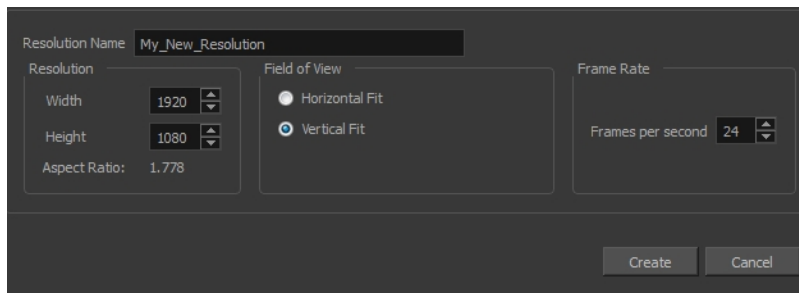 Resolution Name My_New_Resolution
Resolution Field of View Frame Rate
Width 1920 Horizontal Fit
Height 1080 Vertical Fit Frames per second 24
Aspect Ratio: 1.778
Create Cancel